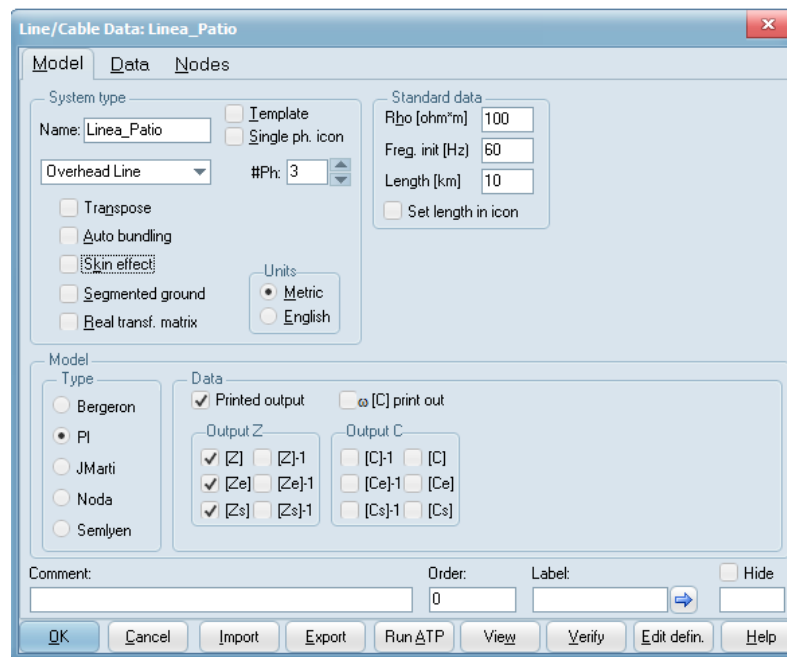 Line/Cable Data: Linea_Patio
Model Data Nodes
System type
Name: Linea_Patio
Template
Single ph. icon
Overhead Line
#Ph: 3
Transpose
Auto bundling
Skin effect
Segmented ground
Real transf. matrix
Units
Metric
English
Standard data
Rho [ohm*m] 100
Freq. init [Hz] 60
Length [km] 10
Set length in icon
Model
Type
Bergeron
PI
JMarti
Noda
Semlyen
Data
Printed output
ω [C] print out
Output Z
[Z] [Z]-1
[Ze] [Ze]-1
[Zs] [Zs]-1
Output C
[C]-1 [C]
[Ce]-1 [Ce]
[Cs]-1 [Cs]
Comment:
Order: 0
Label:
Hide
OK Cancel Import Export Run ATP View Verify Edit defin. Help